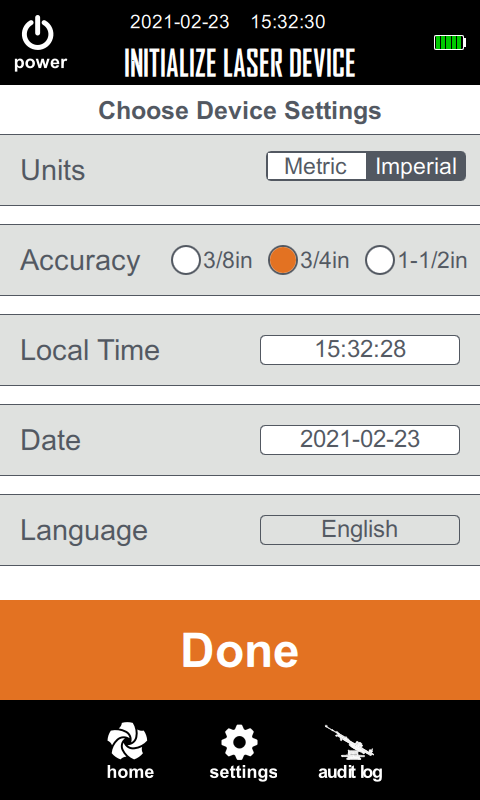 2021-02-23 15:32:30
power
INITIALIZE LASER DEVICE
Choose Device Settings
Units Metric Imperial
Accuracy 3/8in 3/4in 1-1/2in
Local Time 15:32:28
Date 2021-02-23
Language English
Done
home settings audit log